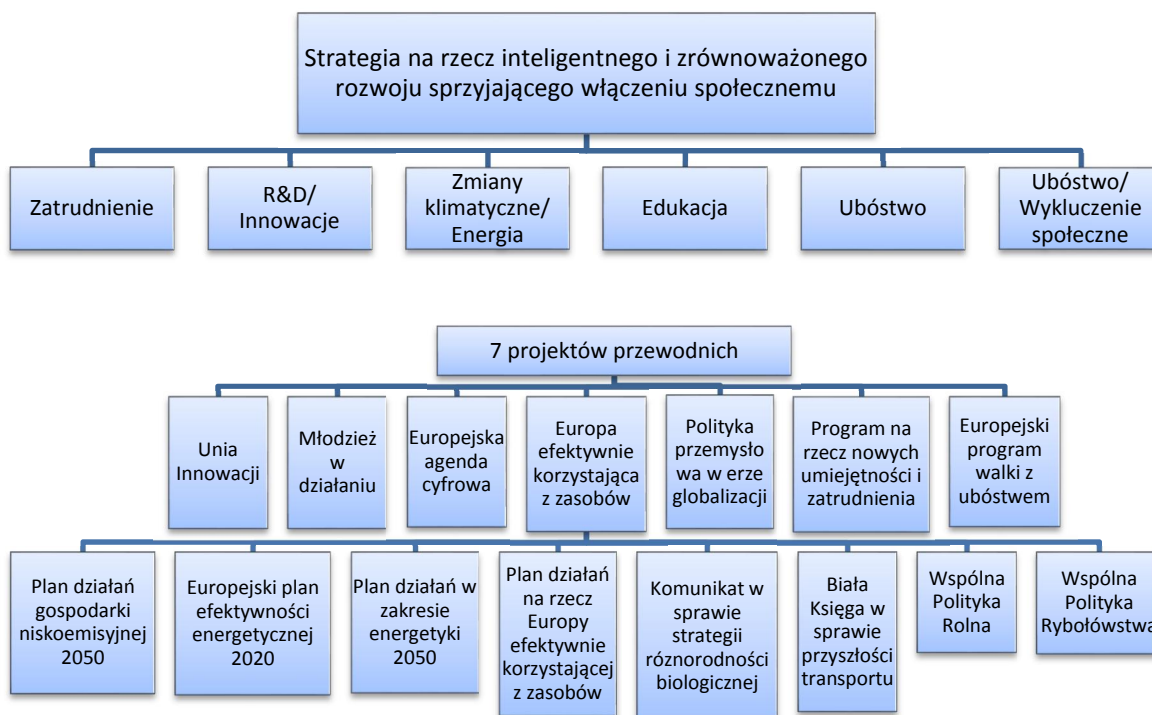 Strategia na rzecz inteligentnego i zrównoważonego
rozwoju sprzyjającego włączeniu społecznemu
Zatrudnienie
R&D/
Innowacje
Zmiany
klimatyczne/
Energia
Edukacja
Ubóstwo
Ubóstwo/
Wykluczenie
społeczne
7 projektów przewodnich
Unia
Innowacji
Młodzież
w
działaniu
Europejska
agenda
cyfrowa
Europa
efektywnie
korzystająca
z zasobów
Polityka
przemysło
wa w erze
globalizacji
Program na
rzecz nowych
umiejętności i
zatrudnienia
Europejski
program
walki z
ubóstwem
Plan działań
gospodarki
niskoemisyjnej
2050
Europejski plan
efektywności
energetycznej
2020
Plan działań w
zakresie
energetyki
2050
Plan działań
na rzecz
Europy
efektywnie
korzystającej
z zasobów
Komunikat w
sprawie
strategii
róznorodności
biologicznej
Biała
Księga w
sprawie
przyszłości
transportu
Wspólna
Polityka
Rolna
Wspólna
Polityka
Rybołówstwa